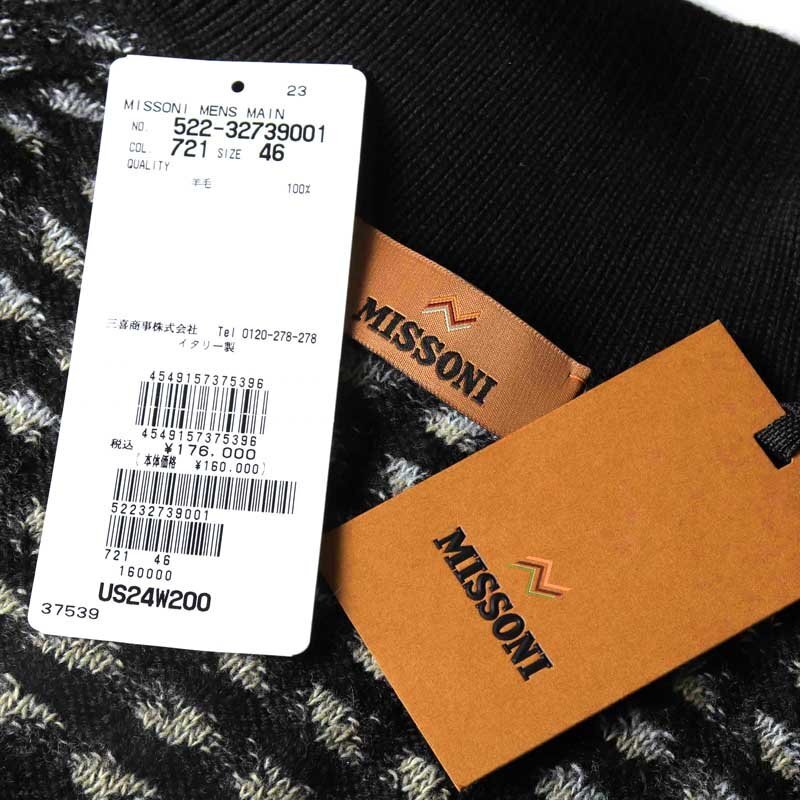 23
MISSONI MENS MAIN
NO. 522-32739001
COL. 721 SIZE 46
QUALITY
羊毛 100%
三喜商事株式会社 Tel 0120-278-278
イタリー製
4549157375396
4549157375396
税込 ¥176.000
(本体価格 ¥160.000)
52232739001
721 46
160000
US24W200
37539
MISSONI
MISSONI